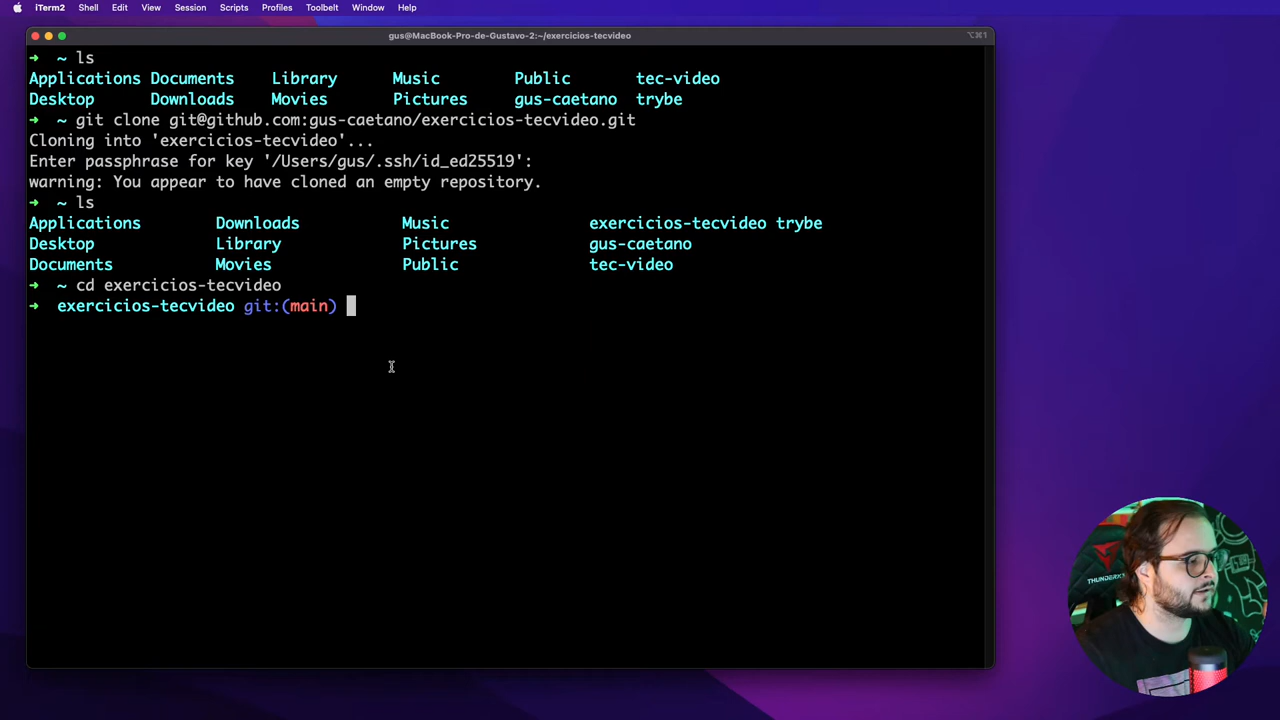 iTerm2 Shell Edit View Session Scripts Profiles Toolbelt Window Help
gus@MacBook-Pro-de-Gustavo-2:~/exercicios-tecvideo
⌥⌘1
➜ ~ ls
Applications Documents Library Music Public tec-video
Desktop Downloads Movies Pictures gus-caetano trybe
➜ ~ git clone git@github.com:gus-caetano/exercicios-tecvideo.git
Cloning into 'exercicios-tecvideo'...
Enter passphrase for key '/Users/gus/.ssh/id_ed25519':
warning: You appear to have cloned an empty repository.
➜ ~ ls
Applications Downloads Music exercicios-tecvideo trybe
Desktop Library Pictures gus-caetano
Documents Movies Public tec-video
➜ ~ cd exercicios-tecvideo
➜ exercicios-tecvideo git:(main)